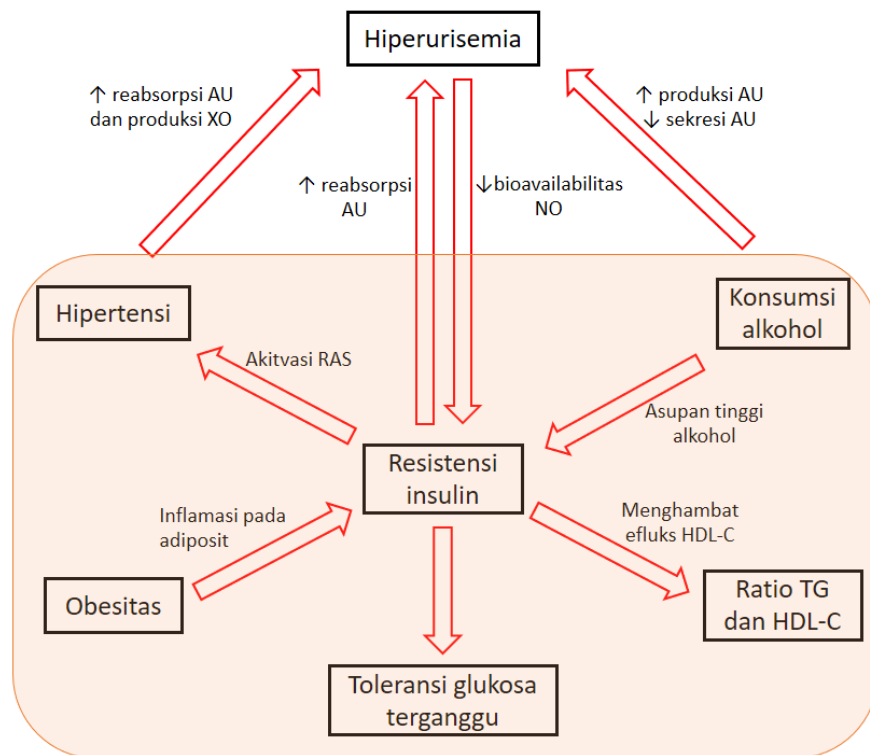 Hiperurisemia
↑ reabsorpsi AU
dan produksi XO
↑ produksi AU
↓ sekresi AU
↑ reabsorpsi
AU
↓bioavailabilitas
NO
Hipertensi
Konsumsi
alkohol
Akitvasi RAS
Asupan tinggi
alkohol
Resistensi
insulin
Inflamasi pada
adiposit
Menghambat
efluks HDL-C
Obesitas
Ratio TG
dan HDL-C
Toleransi glukosa
terganggu